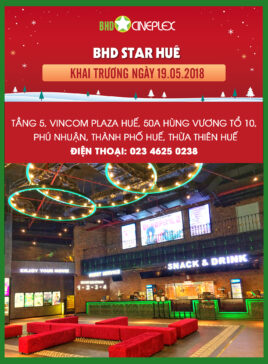 BHD CINEPLEX
BHD STAR HUẾ
KHAI TRƯƠNG NGÀY 19.05.2018
TẦNG 5, VINCOM PLAZA HUẾ, 50A HÙNG VƯƠNG TỔ 10,
PHÚ NHUẬN, THÀNH PHỐ HUẾ, THỪA THIÊN HUẾ
ĐIỆN THOẠI: 023 4625 0238
ENJOY YOUR MOVIE
SNACK & DRINK